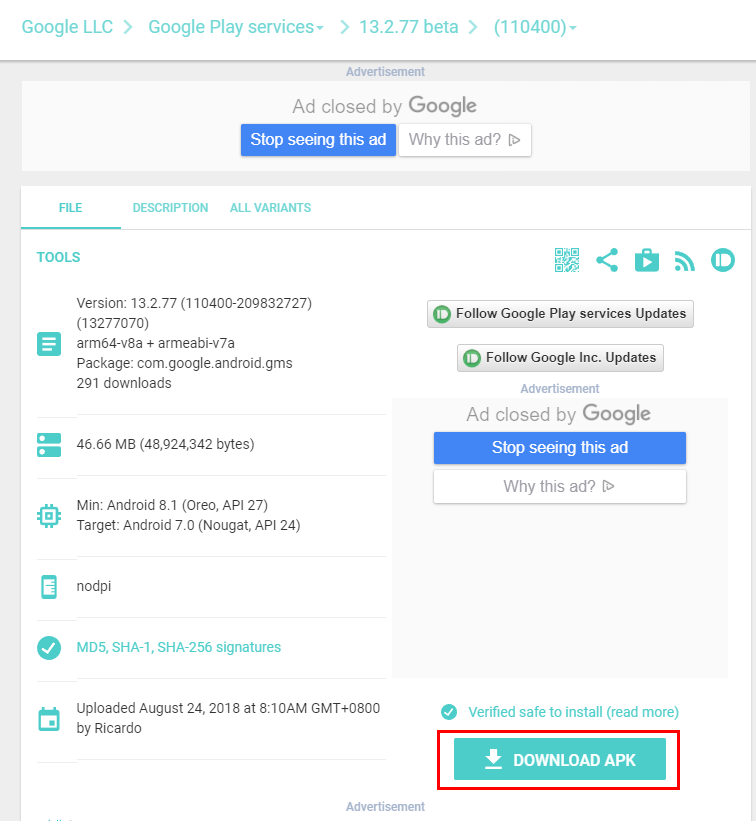 Google LLC
Google Play services
13.2.77 beta
(110400)
Advertisement
Ad closed by Google
Stop seeing this ad
Why this ad?
FILE
DESCRIPTION
ALL VARIANTS
TOOLS
Version: 13.2.77 (110400-209832727)
(13277070)
arm64-v8a + armeabi-v7a
Package: com.google.android.gms
291 downloads
46.66 MB (48,924,342 bytes)
Min: Android 8.1 (Oreo, API 27)
Target: Android 7.0 (Nougat, API 24)
nodpi
MD5, SHA-1, SHA-256 signatures
Uploaded August 24, 2018 at 8:10AM GMT+0800
by Ricardo
Follow Google Play services Updates
Follow Google Inc. Updates
Advertisement
Ad closed by Google
Stop seeing this ad
Why this ad?
Verified safe to install (read more)
DOWNLOAD APK
Advertisement